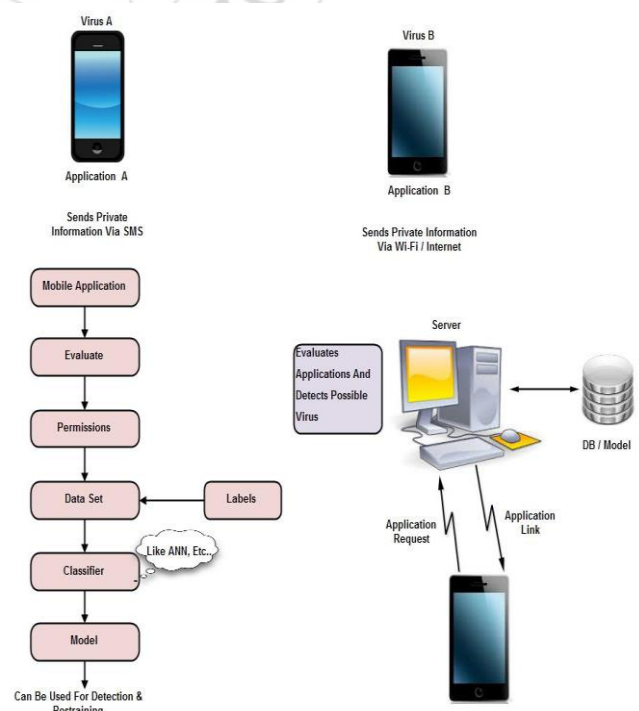 Virus A
Application A
Sends Private
Information Via SMS
Virus B
Application B
Sends Private Information
Via Wi-Fi / Internet
Mobile Application
Evaluate
Permissions
Data Set
Labels
Classifier
Like ANN, Etc..
Model
Can Be Used For Detection &
Server
Evaluates
Applications And
Detects Possible
Virus
DB / Model
Application
Request
Application
Link